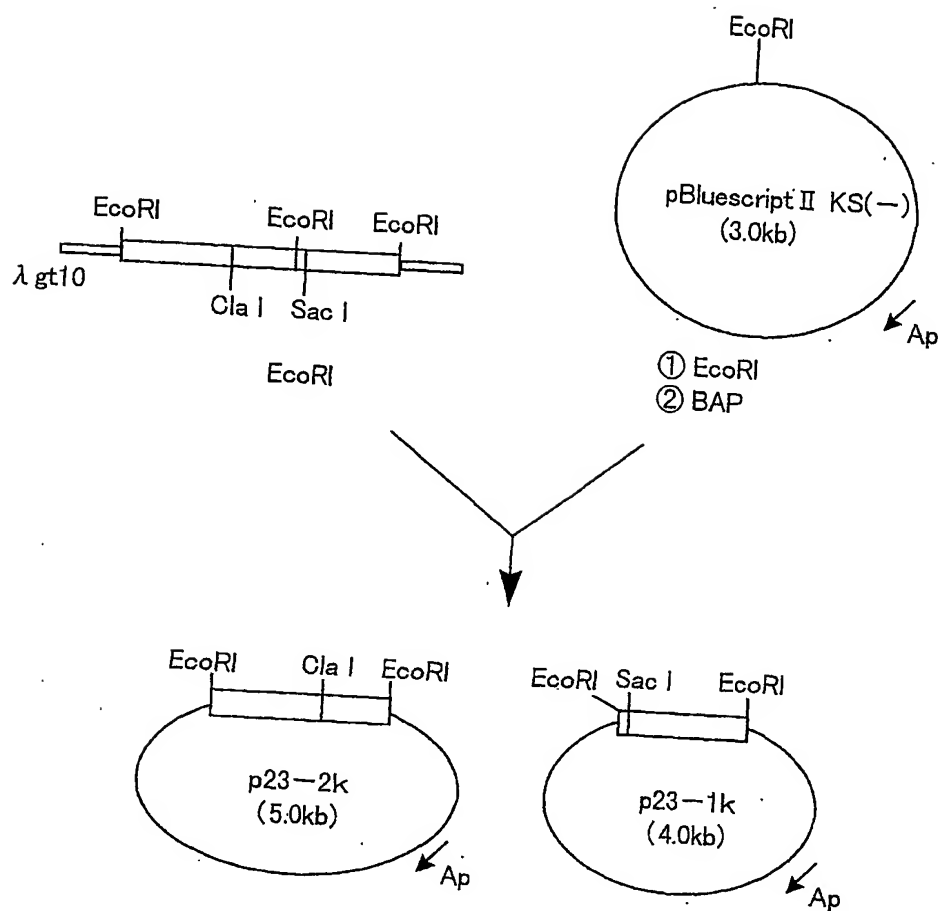 EcoRI
pBluescript II KS(−)
(3.0kb)
Ap
① EcoRI
② BAP
EcoRI
EcoRI
EcoRI
λ gt10
Cla I
Sac I
EcoRI
EcoRI
Cla I
EcoRI
p23−2k
(5.0kb)
Ap
EcoRI
Sac I
EcoRI
p23−1k
(4.0kb)
Ap